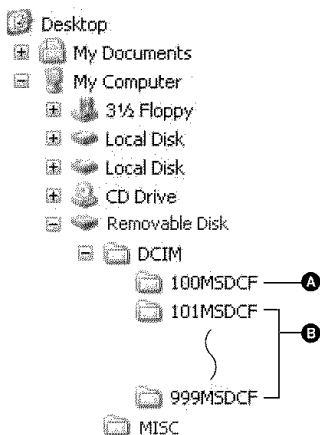 Desktop
My Documents
My Computer
3½ Floppy
Local Disk
Local Disk
CD Drive
Removable Disk
DCIM
100MSDCF A
101MSDCF
B
999MSDCF
MISC